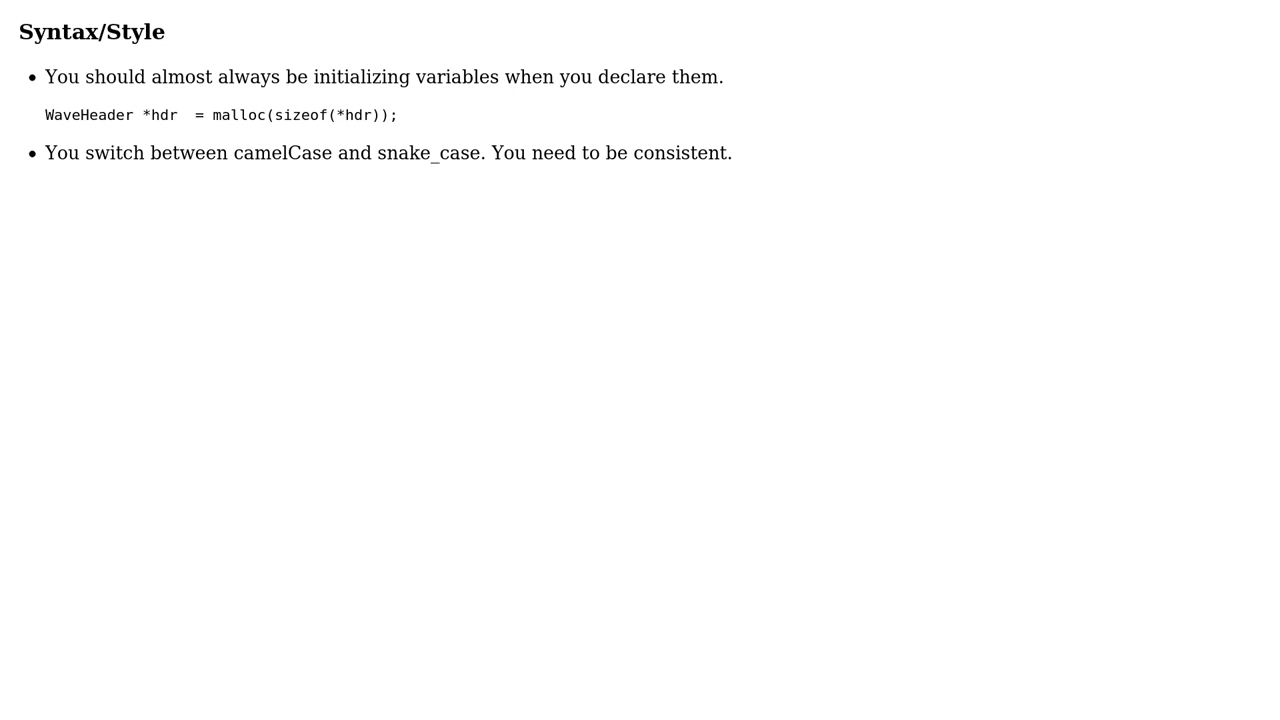 Syntax/Style
• You should almost always be initializing variables when you declare them.
WaveHeader *hdr  = malloc(sizeof(*hdr));
• You switch between camelCase and snake_case. You need to be consistent.